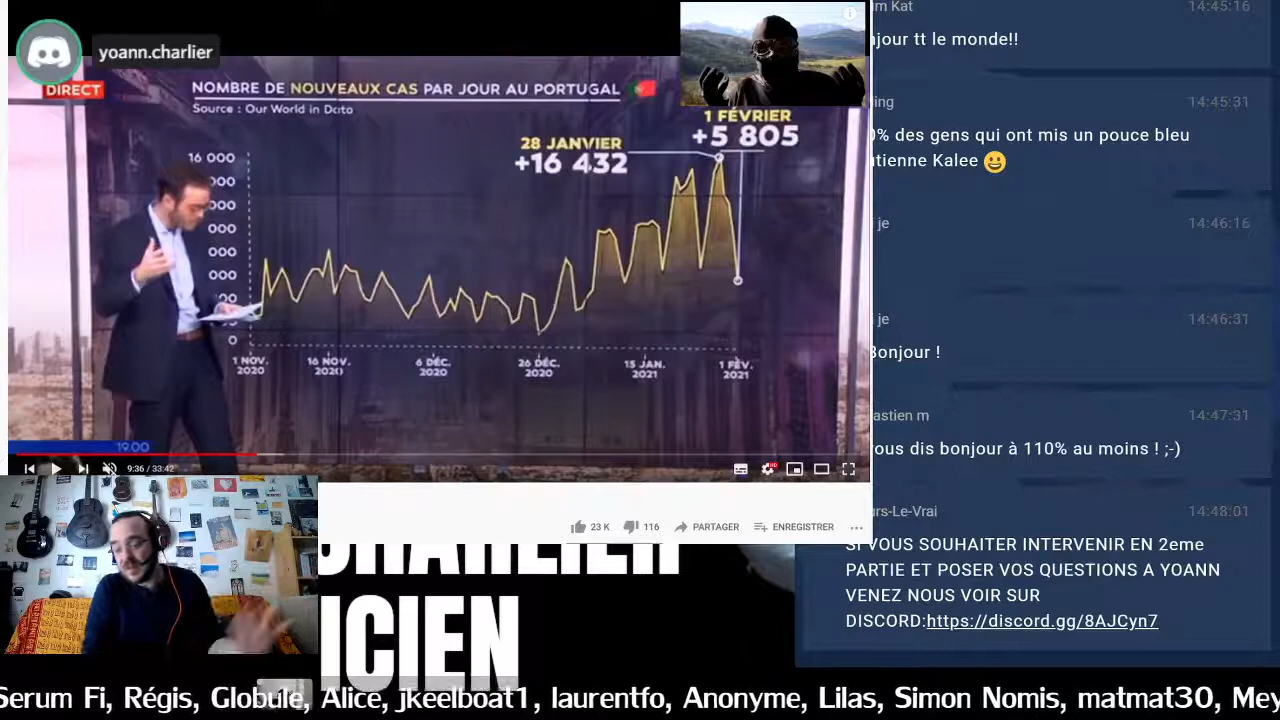 yoann.charlier
DIRECT
NOMBRE DE NOUVEAUX CAS PAR JOUR AU PORTUGAL
Source : Our World in Data
1 FÉVRIER
+5 805
28 JANVIER
+16 432
16 000
000
000
000
000
000
0
1 NOV.
2020
16 NOV.
2020
6 DÉC.
2020
26 DÉC.
2020
15 JAN.
2021
1 FÉV.
2021
19:00
9:36 / 33:42
23 K
116
PARTAGER
ENREGISTRER
CHARLIER
ICIEN
m Kat
14:45:16
jour tt le monde!!
ing
14:45:31
% des gens qui ont mis un pouce bleu
tienne Kalee 😀
je
14:46:16
je
14:46:31
Bonjour !
astien m
14:47:31
vous dis bonjour à 110% au moins ! ;-)
urs-Le-Vrai
14:48:01
SI VOUS SOUHAITER INTERVENIR EN 2eme
PARTIE ET POSER VOS QUESTIONS A YOANN
VENEZ NOUS VOIR SUR
DISCORD:https://discord.gg/8AJCyn7
Serum Fi, Régis, Globule, Alice, jkeelboat1, laurentfo, Anonyme, Lilas, Simon Nomis, matmat30, Mey